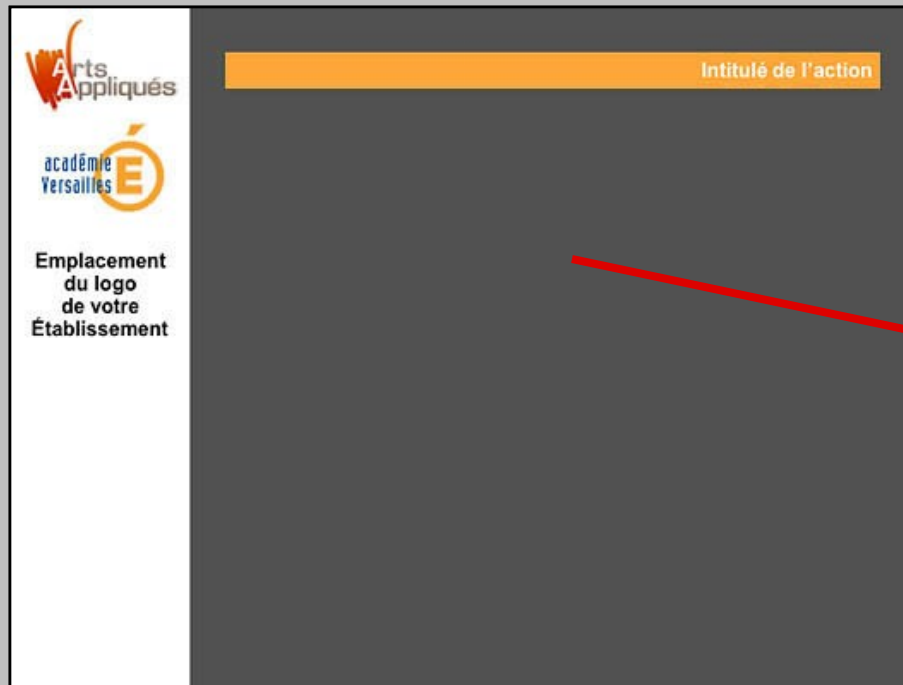 Arts
Appliqués
académie
Versailles
É
Emplacement
du logo
de votre
Établissement
Intitulé de l'action